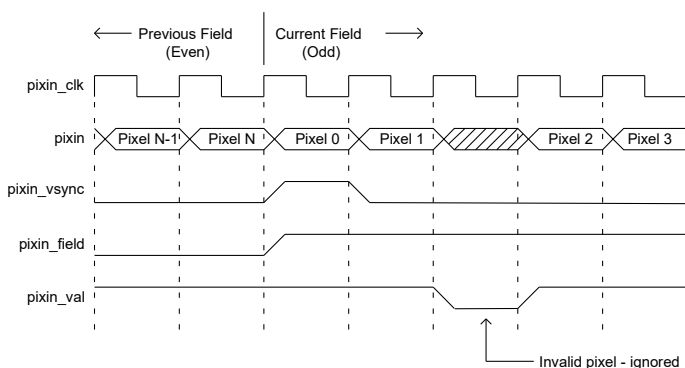 Previous Field
(Even)
Current Field
(Odd)
pixin_clk
pixin
Pixel N-1
Pixel N
Pixel 0
Pixel 1
Pixel 2
Pixel 3
pixin_vsync
pixin_field
pixin_val
Invalid pixel - ignored